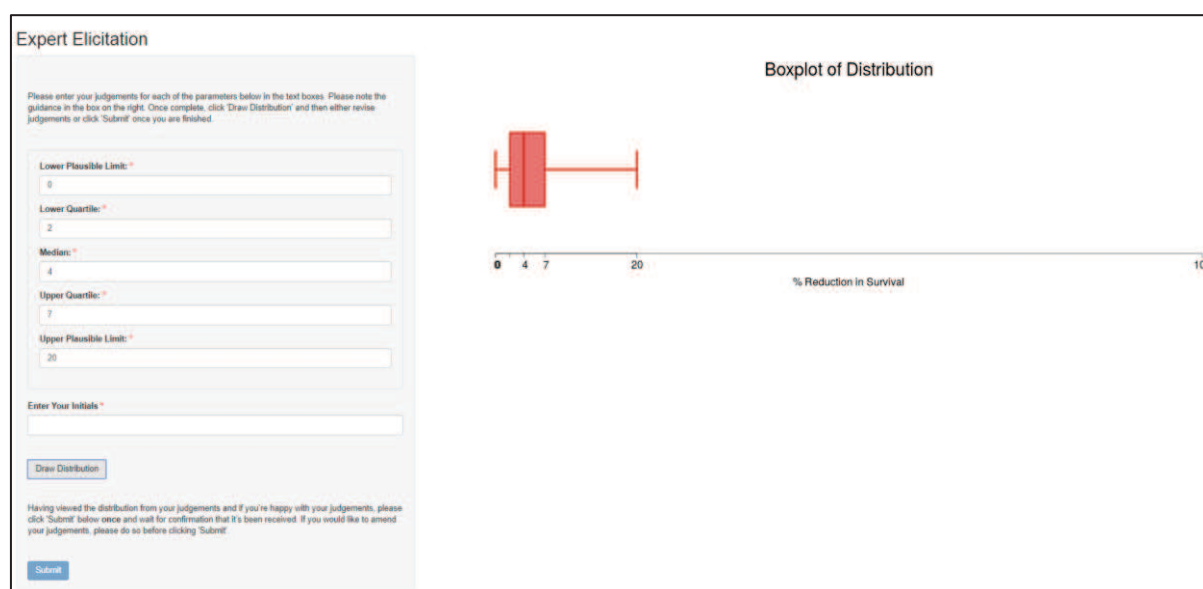 Expert Elicitation
Please enter your judgements for each of the parameters below in the text boxes. Please note the
guidance in the box on the right. Once complete, click 'Draw Distribution' and then either revise
judgements or click 'Submit' once you are finished.
Lower Plausible Limit: *
0
Lower Quartile: *
2
Median: *
4
Upper Quartile: *
7
Upper Plausible Limit: *
20
Enter Your Initials *
Draw Distribution
Having viewed the distribution from your judgements and if you're happy with your judgements, please
click 'Submit' below once and wait for confirmation that it's been received. If you would like to amend
your judgements, please do so before clicking 'Submit'.
Submit
Boxplot of Distribution
0 4 7 20 10
% Reduction in Survival